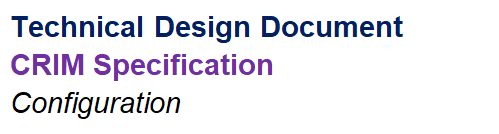 Technical Design Document
CRIM Specification
Configuration